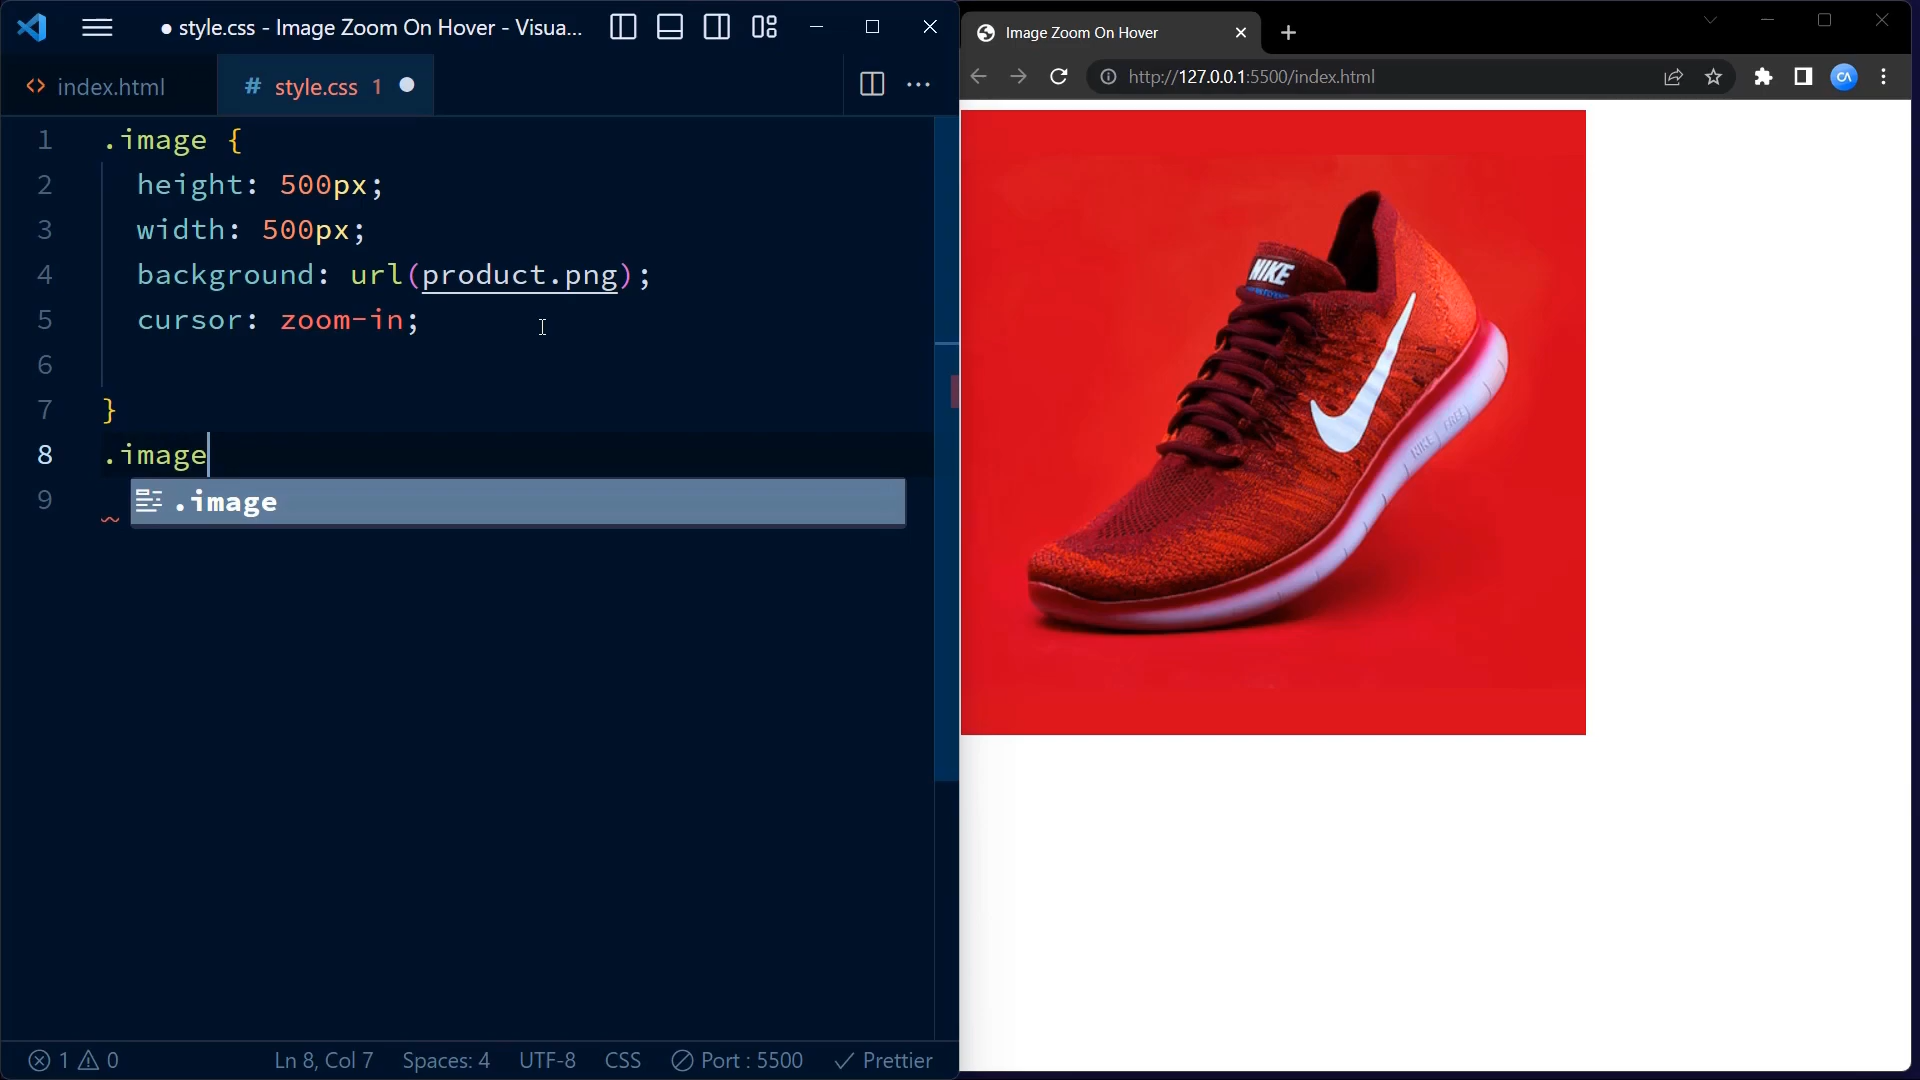 ● style.css - Image Zoom On Hover - Visua...
index.html
# style.css 1 ●
1 .image {
2 height: 500px;
3 width: 500px;
4 background: url(product.png);
5 cursor: zoom-in;
6
7 }
8 .image
9
.image
⊗ 1 ⚠ 0
Ln 8, Col 7
Spaces: 4
UTF-8
CSS
Port : 5500
✓ Prettier
Image Zoom On Hover
http://127.0.0.1:5500/index.html
CA
NIKE
NIKE FREE